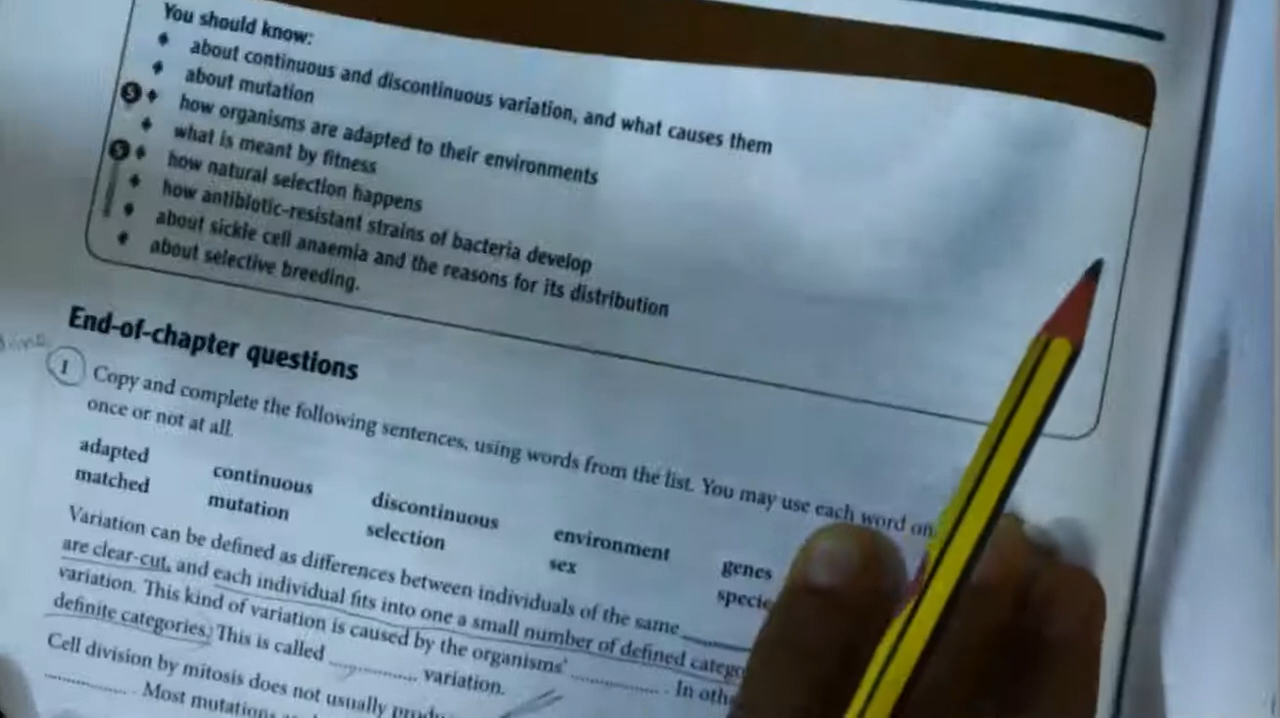 You should know:
about continuous and discontinuous variation, and what causes them
about mutation
S how organisms are adapted to their environments
what is meant by fitness
S how natural selection happens
how antibiotic-resistant strains of bacteria develop
about sickle cell anaemia and the reasons for its distribution
about selective breeding.
End-of-chapter questions
1 Copy and complete the following sentences, using words from the list. You may use each word
once or not at all.
adapted continuous discontinuous environment genes
matched mutation selection sex
Variation can be defined as differences between individuals of the same
are clear-cut, and each individual fits into one a small number of defined
variation. This kind of variation is caused by the organisms' ............... . In
definite categories. This is called ............... variation.
Cell division by mitosis does not usually
............... . Most mutations